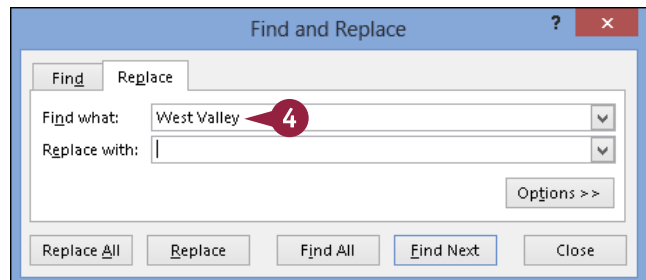 Find and Replace ? ×
Find Replace
Find what: West Valley 4
Replace with:
Options >>
Replace All Replace Find All Find Next Close